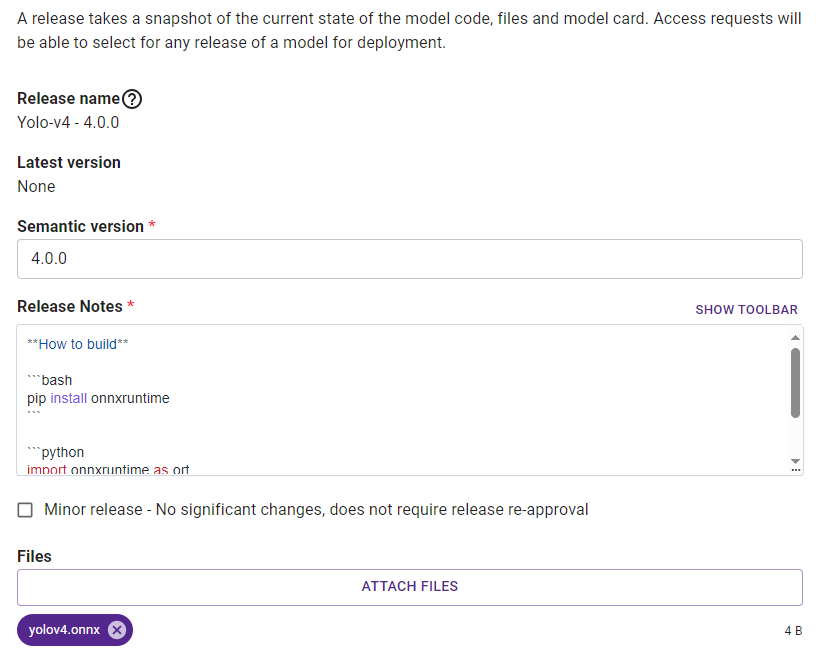 A release takes a snapshot of the current state of the model code, files and model card. Access requests will
be able to select for any release of a model for deployment.
Release name
Yolo-v4 - 4.0.0
Latest version
None
Semantic version *
4.0.0
Release Notes *
SHOW TOOLBAR
**How to build**
```bash
pip install onnxruntime
```
```python
import onnxruntime as ort
Minor release - No significant changes, does not require release re-approval
Files
ATTACH FILES
yolov4.onnx
4 B